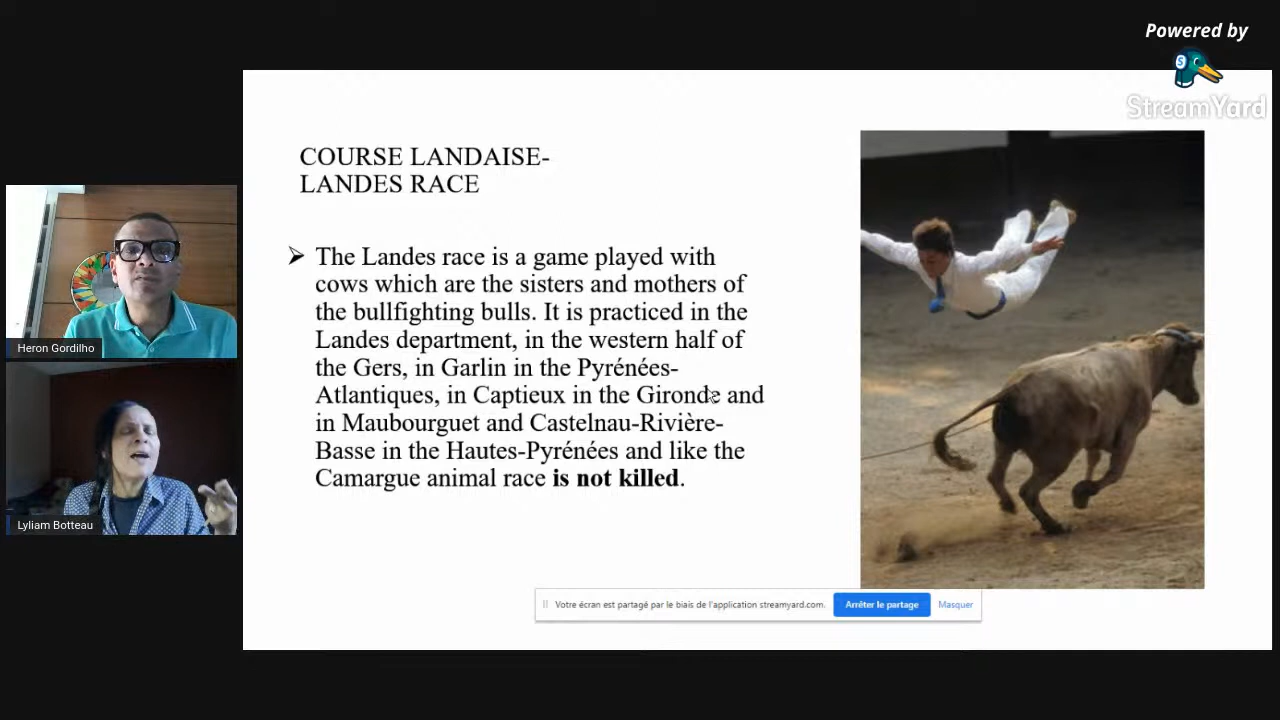 Powered by
StreamYard
COURSE LANDAISE-
LANDES RACE
The Landes race is a game played with
cows which are the sisters and mothers of
the bullfighting bulls. It is practiced in the
Landes department, in the western half of
the Gers, in Garlin in the Pyrénées-
Atlantiques, in Captieux in the Gironde and
in Maubourguet and Castelnau-Rivière-
Basse in the Hautes-Pyrénées and like the
Camargue animal race is not killed.
Heron Gordilho
Lyliam Botteau
Votre écran est partagé par le biais de l'application streamyard.com.
Arrêter le partage
Masquer